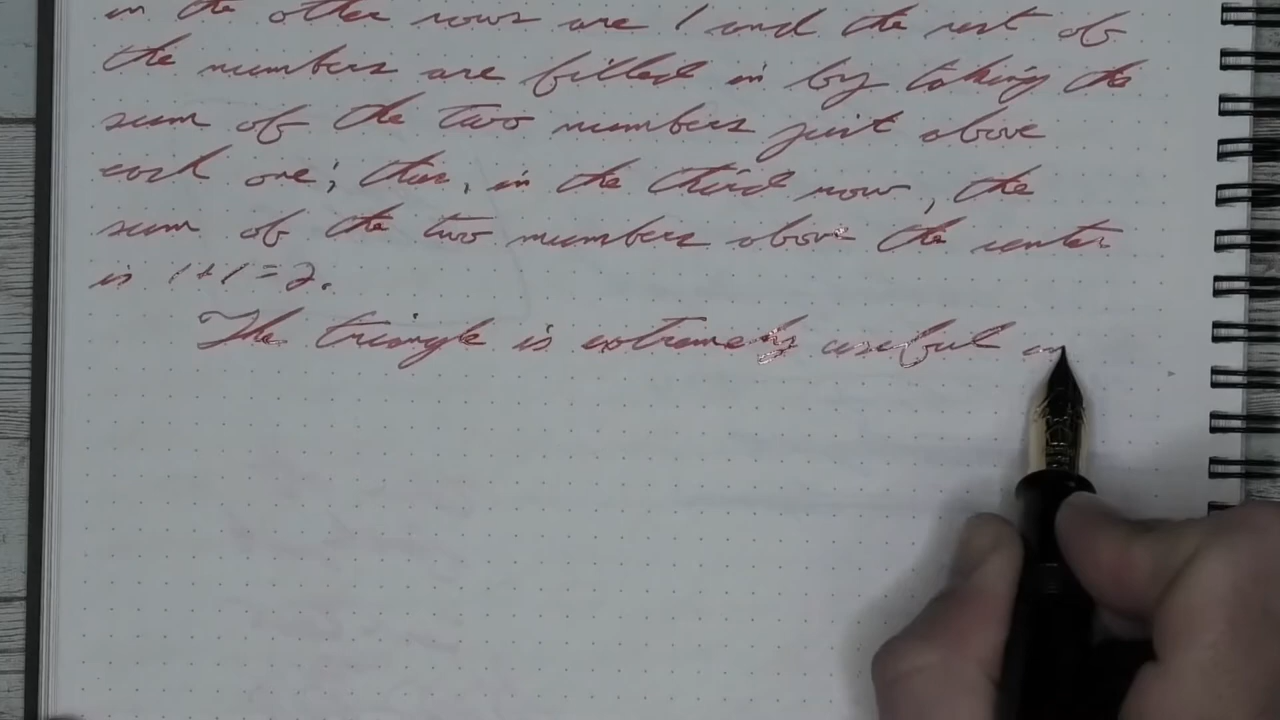 in the other rows are 1 and the rest of
the numbers are filled in by taking the
sum of the two numbers just above
each one; thus, in the third row, the
sum of the two numbers above the center
is 1+1=2.
The triangle is extremely useful in